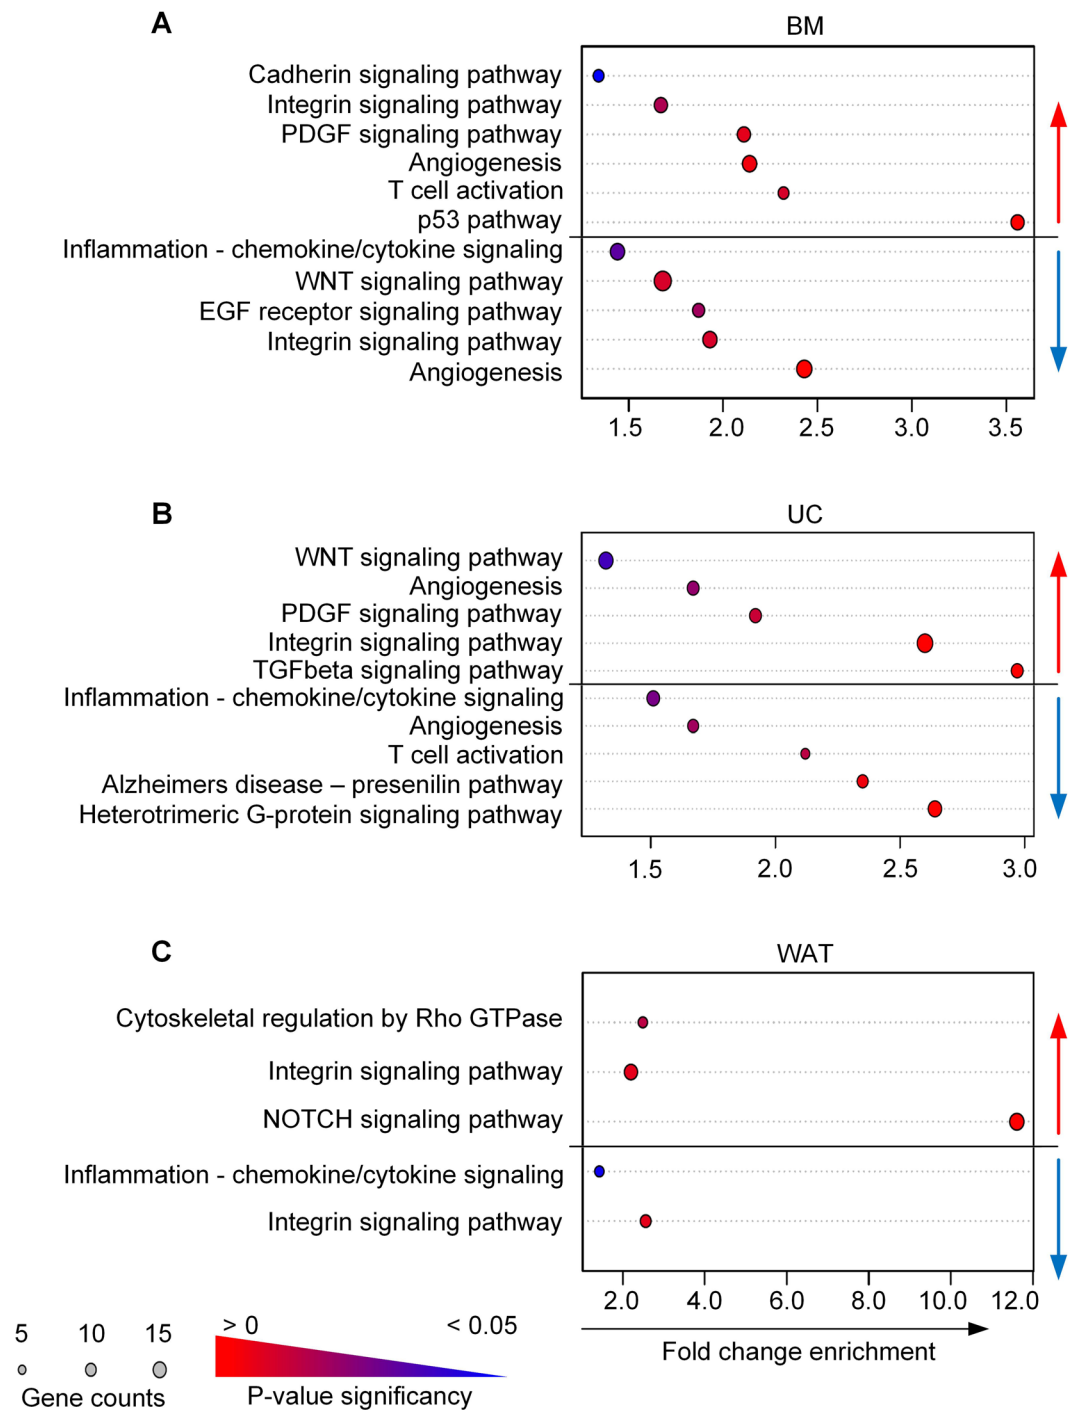 A
BM
Cadherin signaling pathway
Integrin signaling pathway
PDGF signaling pathway
Angiogenesis
T cell activation
p53 pathway
Inflammation - chemokine/cytokine signaling
WNT signaling pathway
EGF receptor signaling pathway
Integrin signaling pathway
Angiogenesis
1.5 2.0 2.5 3.0 3.5
B
UC
WNT signaling pathway
Angiogenesis
PDGF signaling pathway
Integrin signaling pathway
TGFbeta signaling pathway
Inflammation - chemokine/cytokine signaling
Angiogenesis
T cell activation
Alzheimers disease – presenilin pathway
Heterotrimeric G-protein signaling pathway
1.5 2.0 2.5 3.0
C
WAT
Cytoskeletal regulation by Rho GTPase
Integrin signaling pathway
NOTCH signaling pathway
Inflammation - chemokine/cytokine signaling
Integrin signaling pathway
2.0 4.0 6.0 8.0 10.0 12.0
Fold change enrichment
5 10 15
Gene counts
> 0 < 0.05
P-value significancy